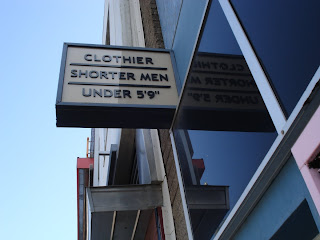 CLOTHIER
SHORTER MEN
UNDER 5'9"